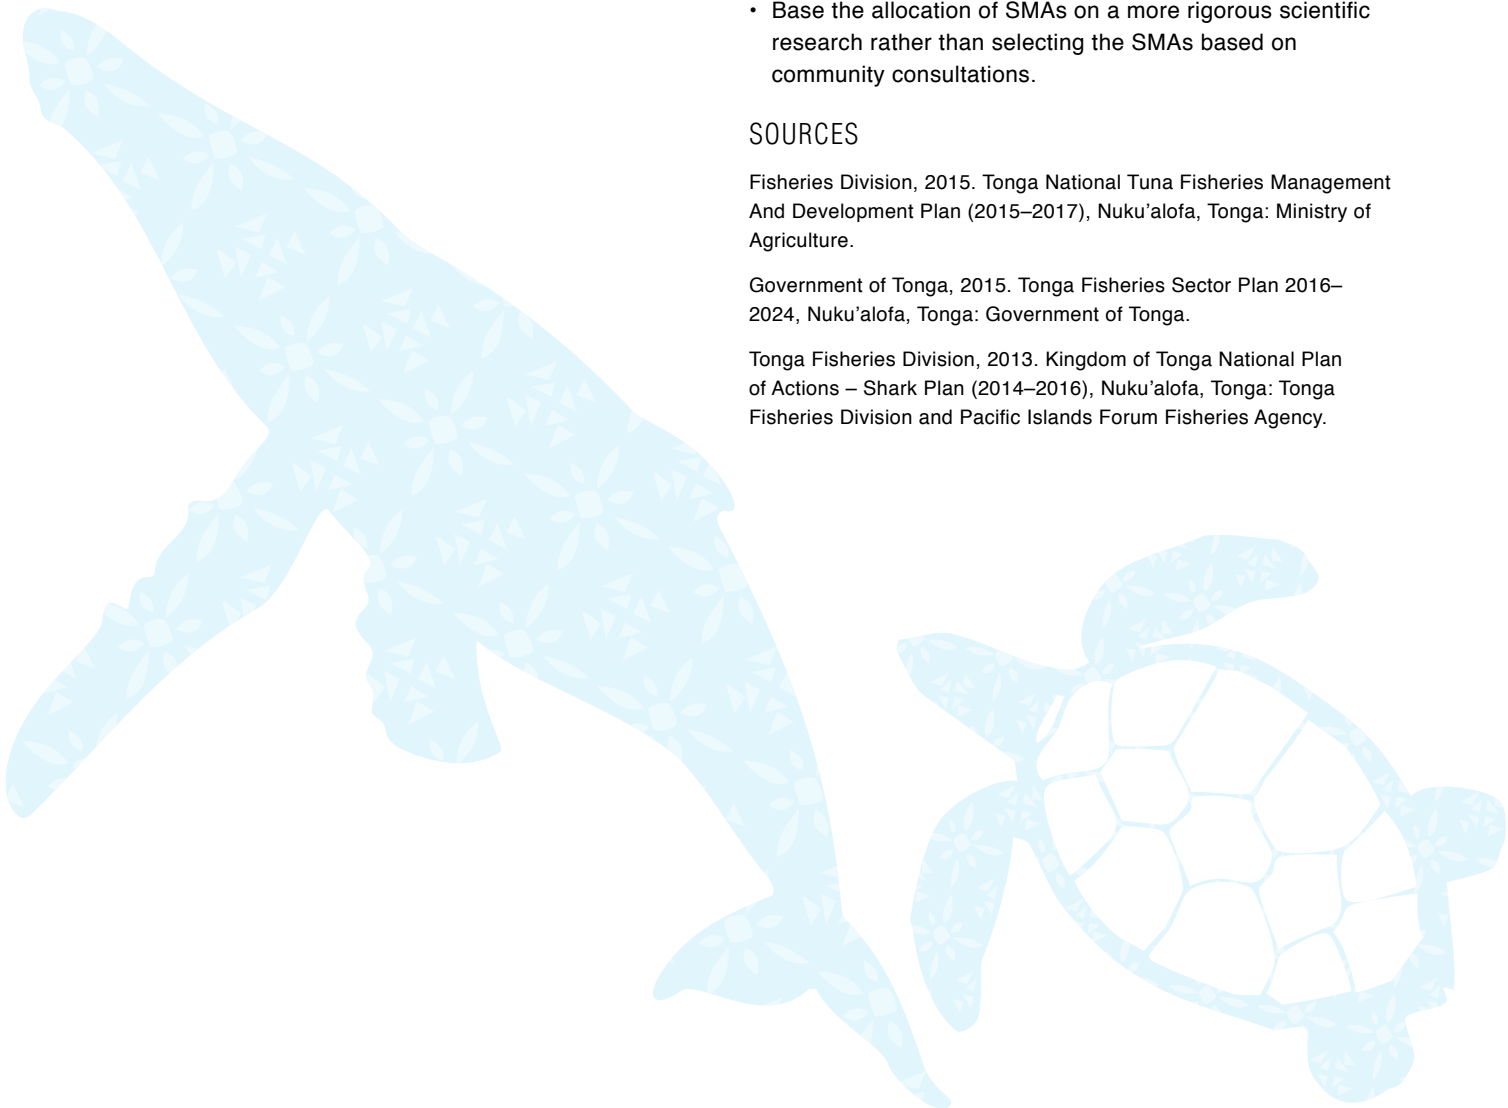 • Base the allocation of SMAs on a more rigorous scientific
research rather than selecting the SMAs based on
community consultations.
SOURCES
Fisheries Division, 2015. Tonga National Tuna Fisheries Management
And Development Plan (2015–2017), Nuku’alofa, Tonga: Ministry of
Agriculture.
Government of Tonga, 2015. Tonga Fisheries Sector Plan 2016–
2024, Nuku’alofa, Tonga: Government of Tonga.
Tonga Fisheries Division, 2013. Kingdom of Tonga National Plan
of Actions – Shark Plan (2014–2016), Nuku’alofa, Tonga: Tonga
Fisheries Division and Pacific Islands Forum Fisheries Agency.